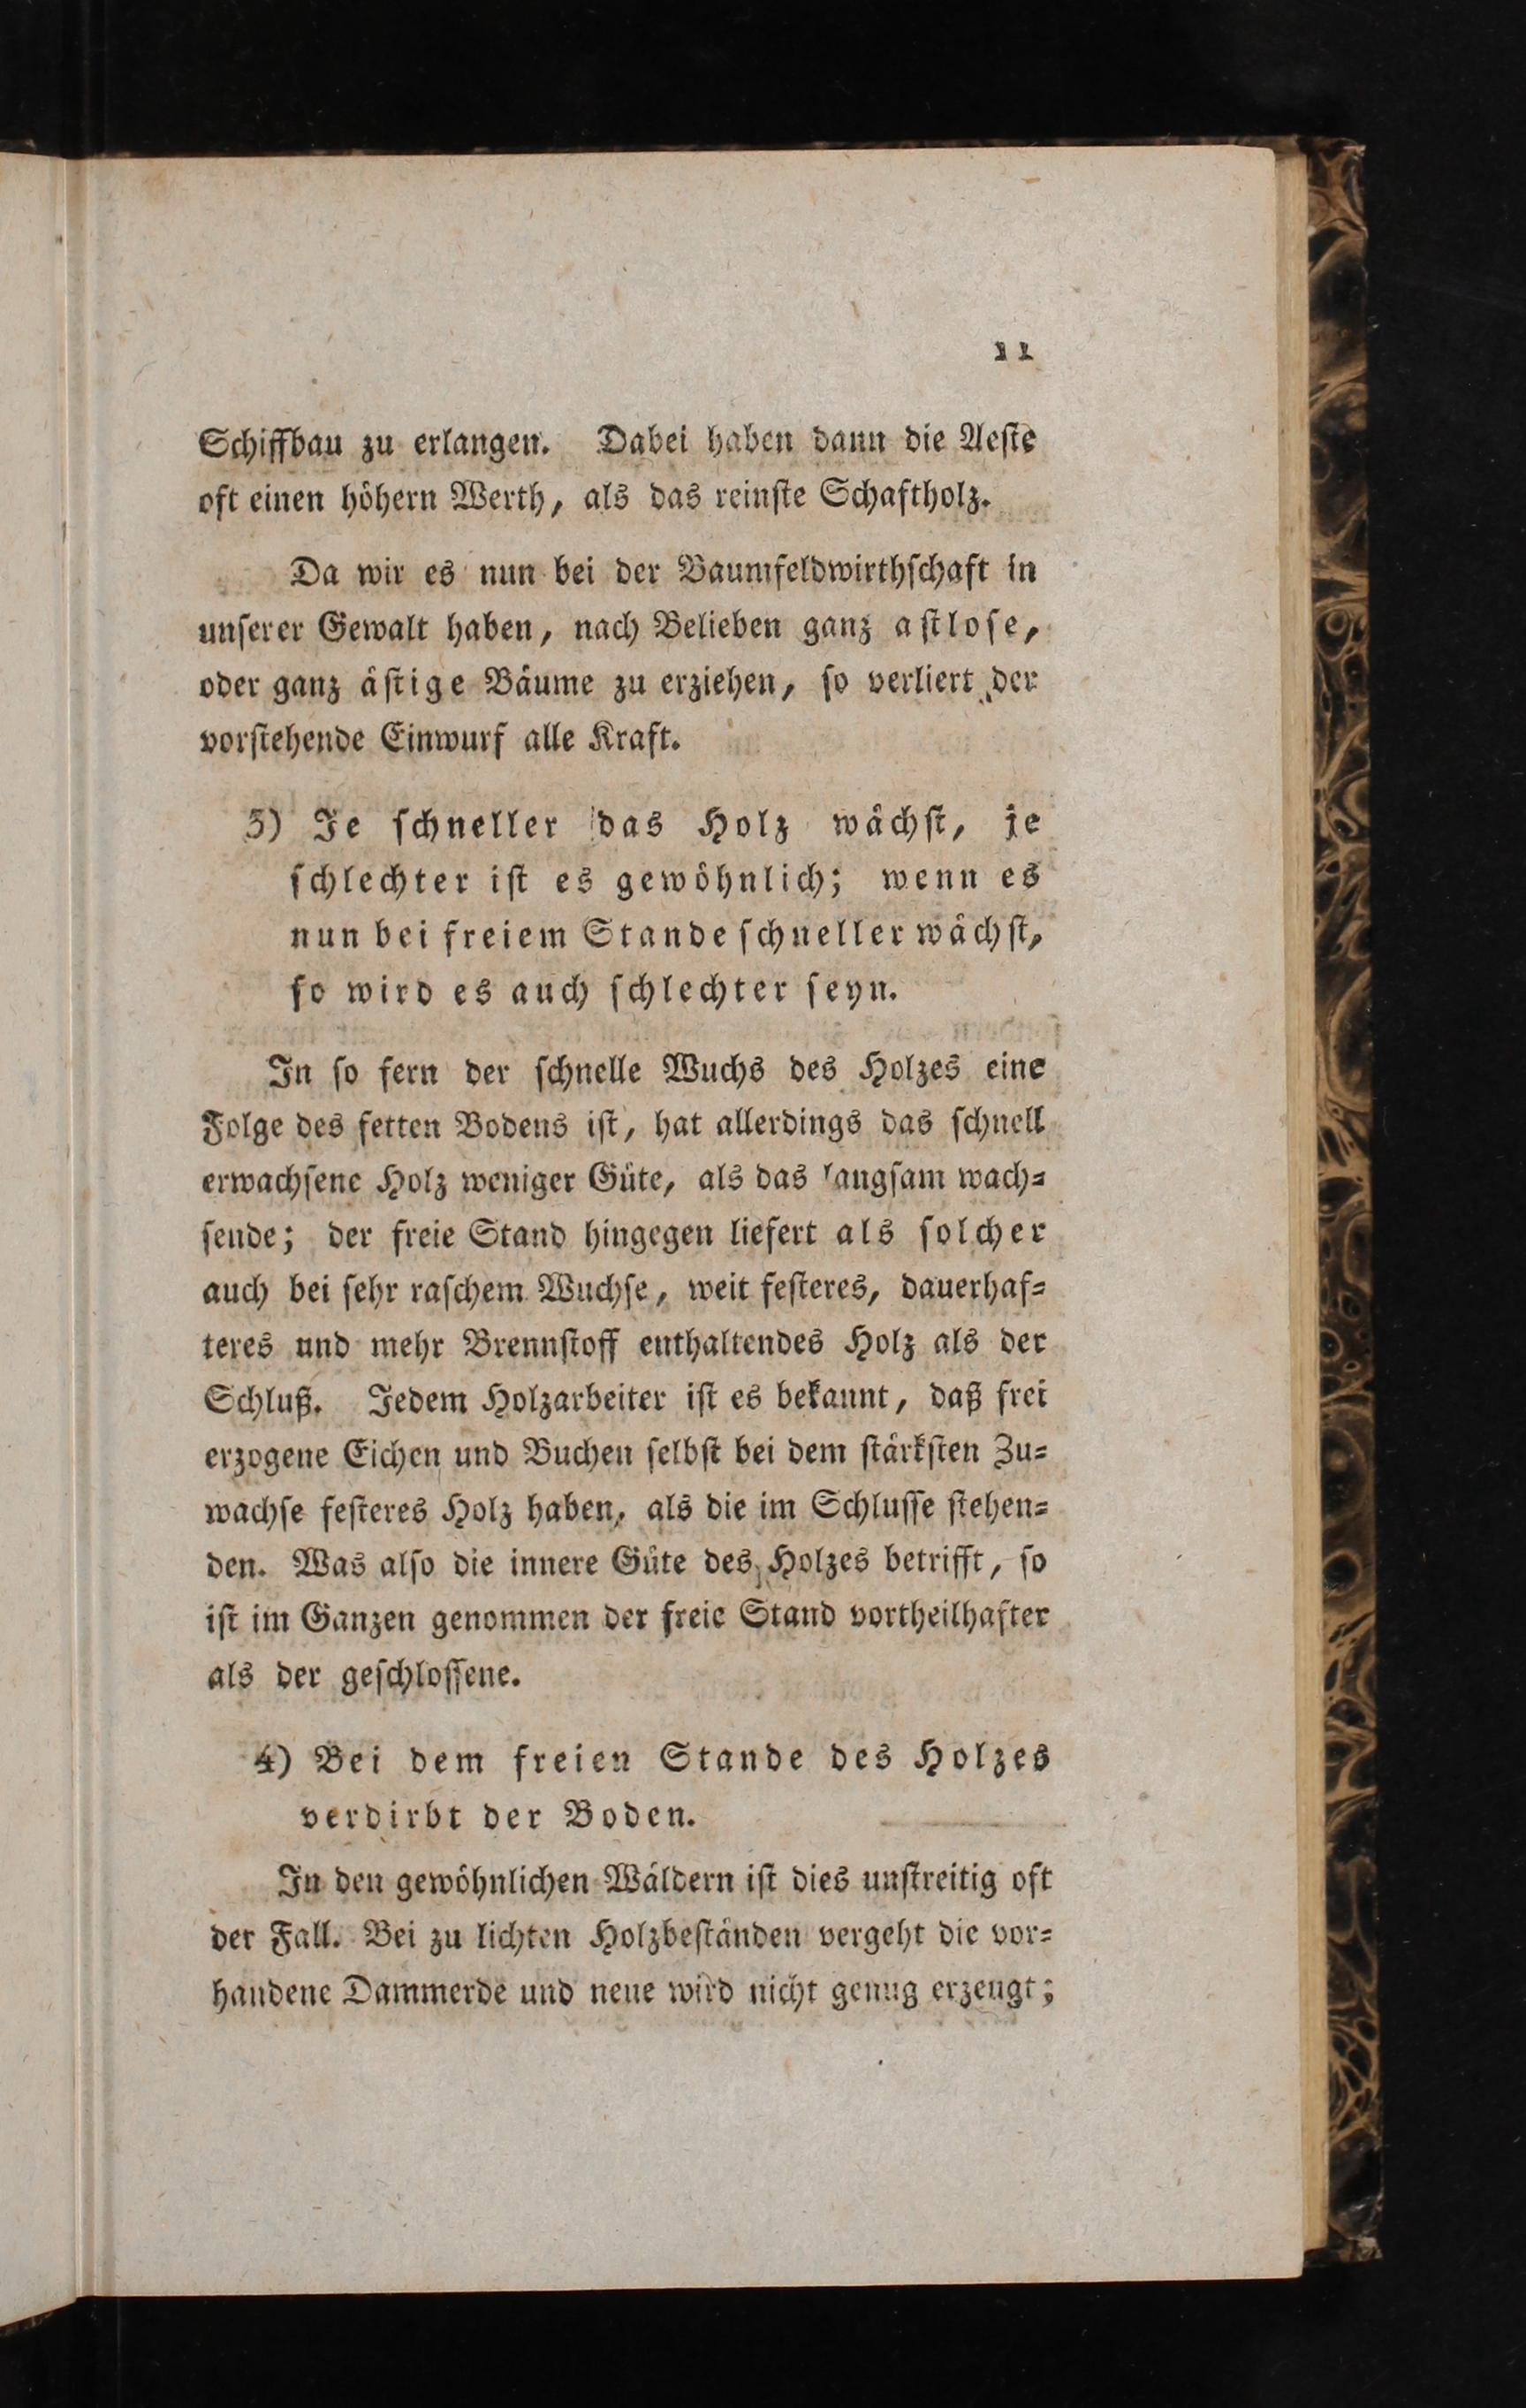 11
Schiffbau zu erlangen. Dabei haben dann die Aeſte
oft einen höhern Werth, als das reinſte Schaftholz.
Da wir es nun bei der Baumfeldwirthſchaft in
unſerer Gewalt haben, nach Belieben ganz aſtloſe,
oder ganz äſtige Bäume zu erziehen, ſo verliert der
vorſtehende Einwurf alle Kraft.
3) Je ſchneller das Holz wächſt, je
ſchlechter iſt es gewöhnlich; wenn es
nun bei freiem Stande ſchneller wächſt,
ſo wird es auch ſchlechter ſeyn.
In ſo fern der ſchnelle Wuchs des Holzes eine
Folge des fetten Bodens iſt, hat allerdings das ſchnell
erwachſene Holz weniger Güte, als das langſam wach⸗
ſende; der freie Stand hingegen liefert als ſolcher
auch bei ſehr raſchem Wuchſe, weit feſteres, dauerhaf⸗
teres und mehr Brennſtoff enthaltendes Holz als der
Schluß. Jedem Holzarbeiter iſt es bekannt, daß frei
erzogene Eichen und Buchen ſelbſt bei dem ſtärkſten Zu⸗
wachſe feſteres Holz haben, als die im Schluſſe ſtehen⸗
den. Was alſo die innere Güte des Holzes betrifft, ſo
iſt im Ganzen genommen der freie Stand vortheilhafter
als der geſchloſſene.
4) Bei dem freien Stande des Holzes
verdirbt der Boden.
In den gewöhnlichen Wäldern iſt dies unſtreitig oft
der Fall. Bei zu lichten Holzbeſtänden vergeht die vor⸗
handene Dammerde und neue wird nicht genug erzeugt;